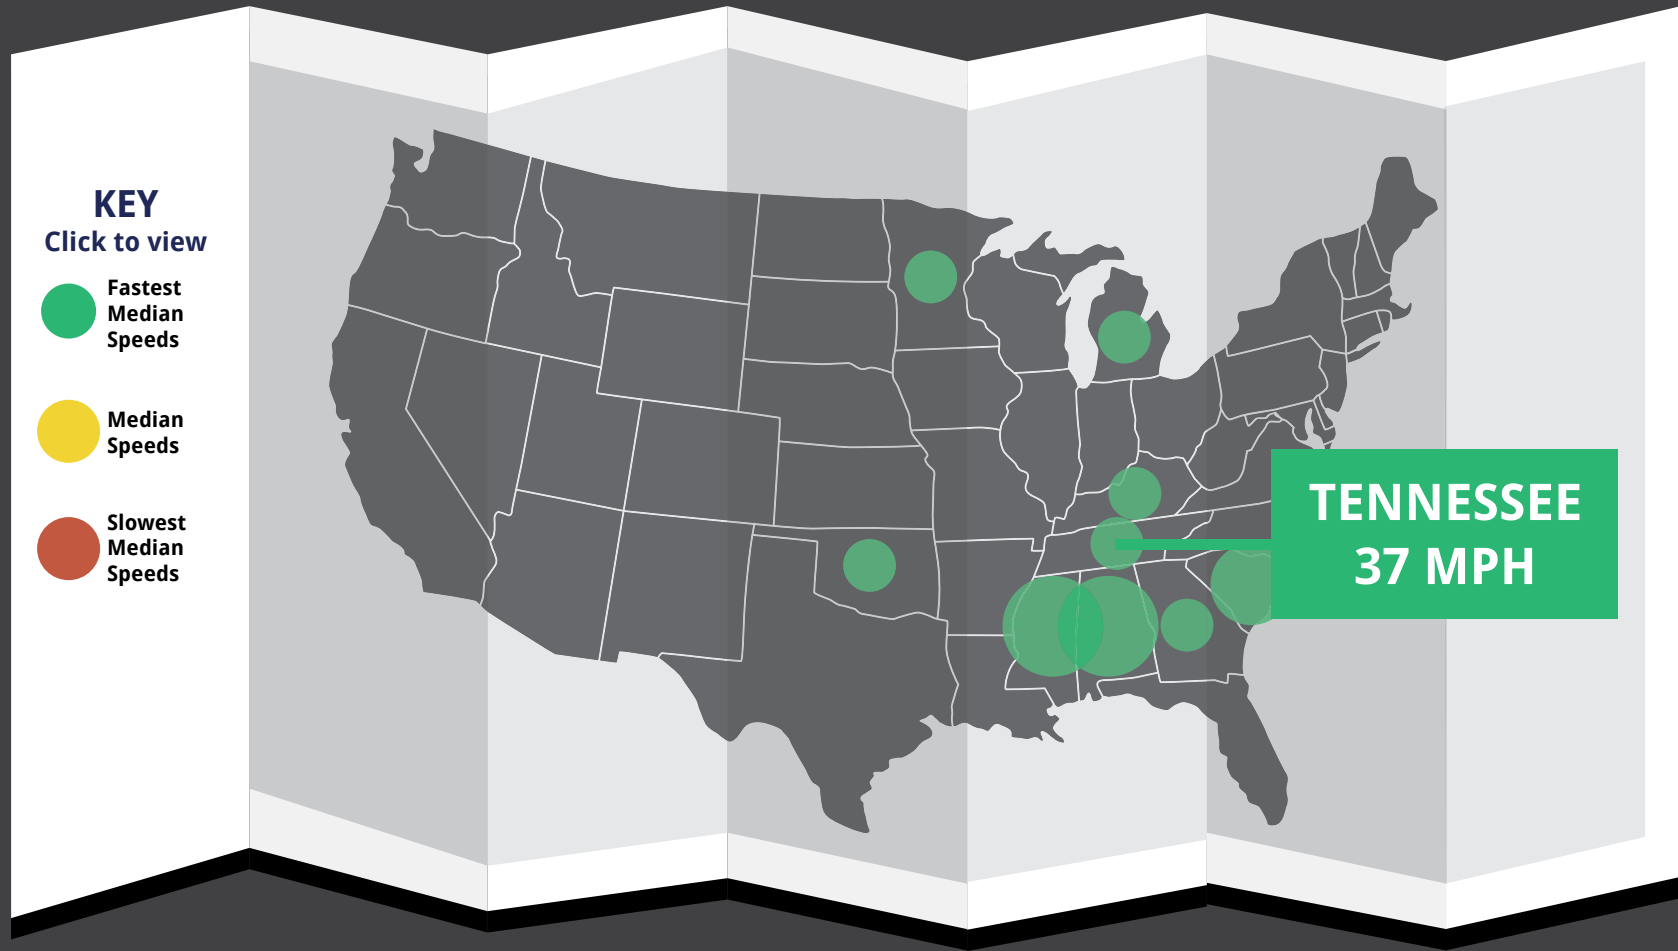 KEY
Click to view
Fastest
Median
Speeds
Median
Speeds
Slowest
Median
Speeds
TENNESSEE
37 MPH